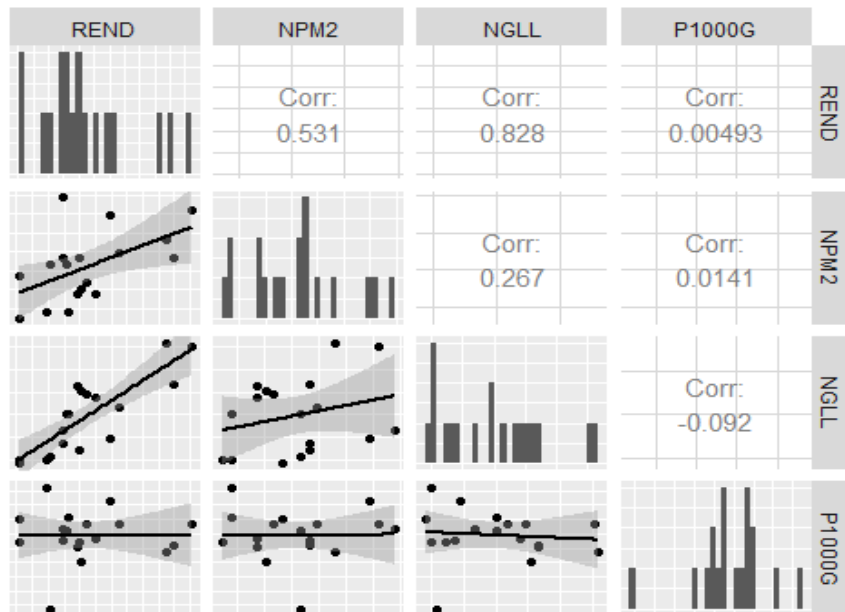 REND NPM2 NGLL P1000G
Corr: Corr: Corr:
0.531 0.828 0.00493
REND
Corr: Corr:
0.267 0.0141
NPM2
Corr:
-0.092
NGLL
P1000G